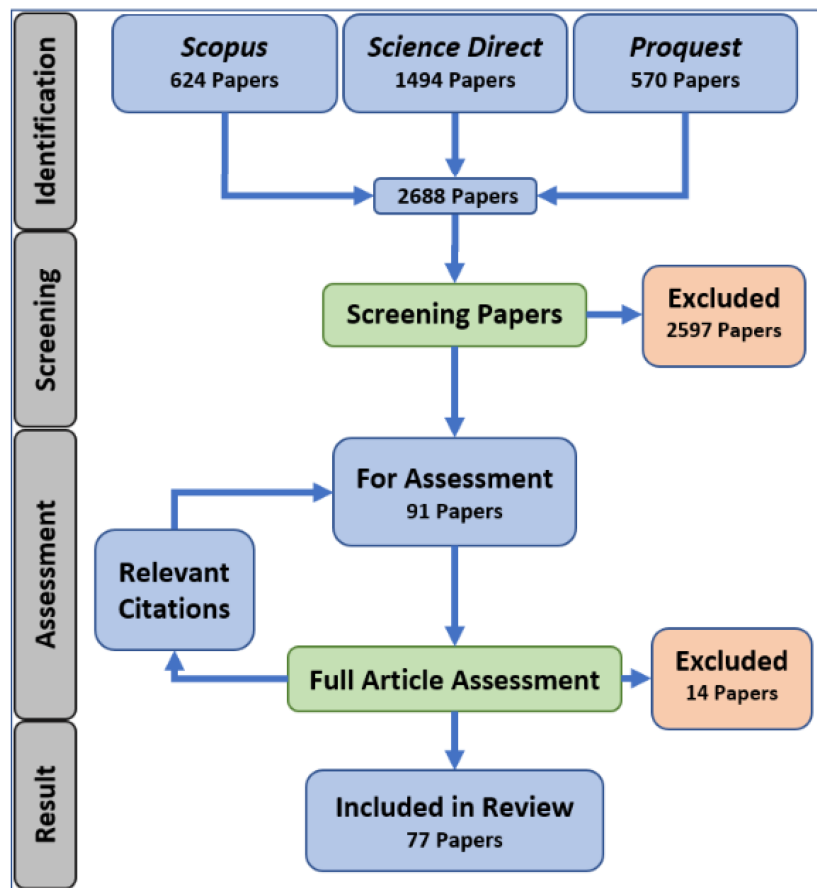 Identification
Scopus
624 Papers
Science Direct
1494 Papers
Proquest
570 Papers
2688 Papers
Screening
Screening Papers
Excluded
2597 Papers
Assessment
For Assessment
91 Papers
Relevant
Citations
Full Article Assessment
Excluded
14 Papers
Result
Included in Review
77 Papers